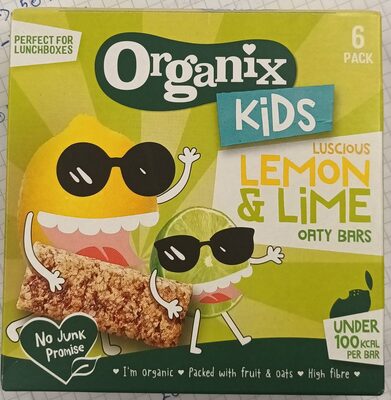 PERFECT FOR
LUNCHBOXES
Organix
KiDS
6
PACK
LUSCIOUS
LEMON
& LiME
OATY BARS
No Junk
Promise
UNDER
100 KCAL
PER BAR
♥ I'm organic ♥ Packed with fruit & oats ♥ High fibre ♥